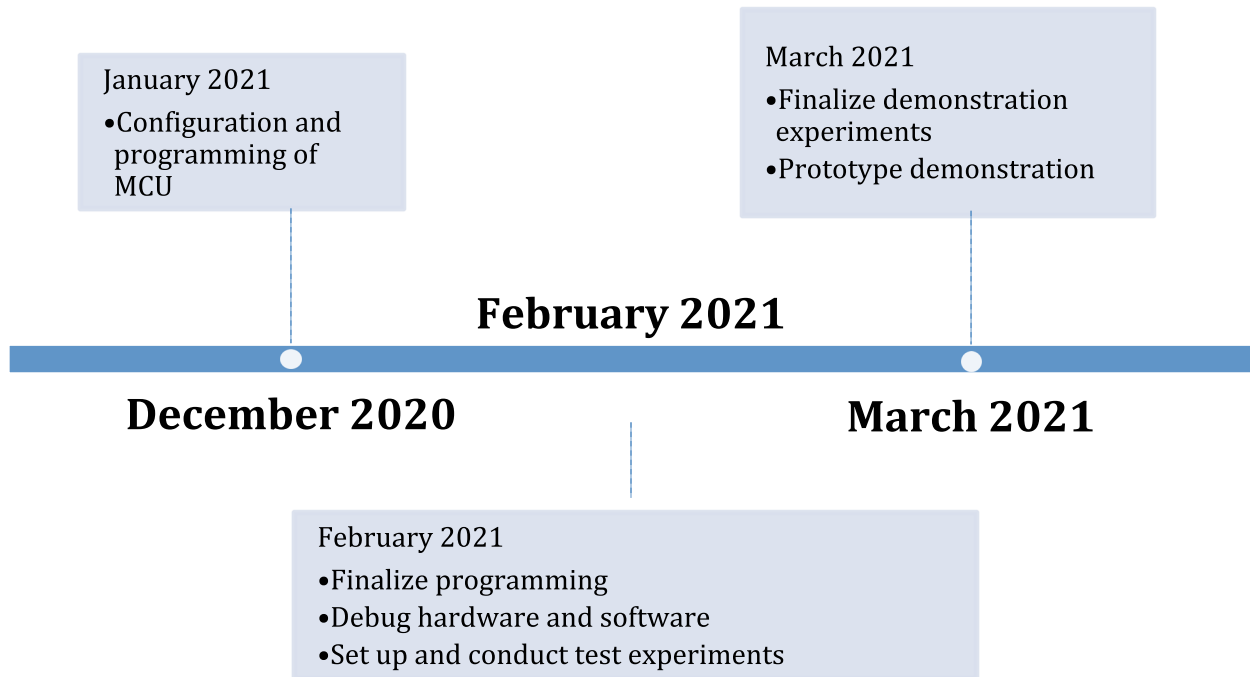 January 2021
•Configuration and
programming of
MCU
March 2021
•Finalize demonstration
experiments
•Prototype demonstration
February 2021
December 2020
March 2021
February 2021
•Finalize programming
•Debug hardware and software
•Set up and conduct test experiments